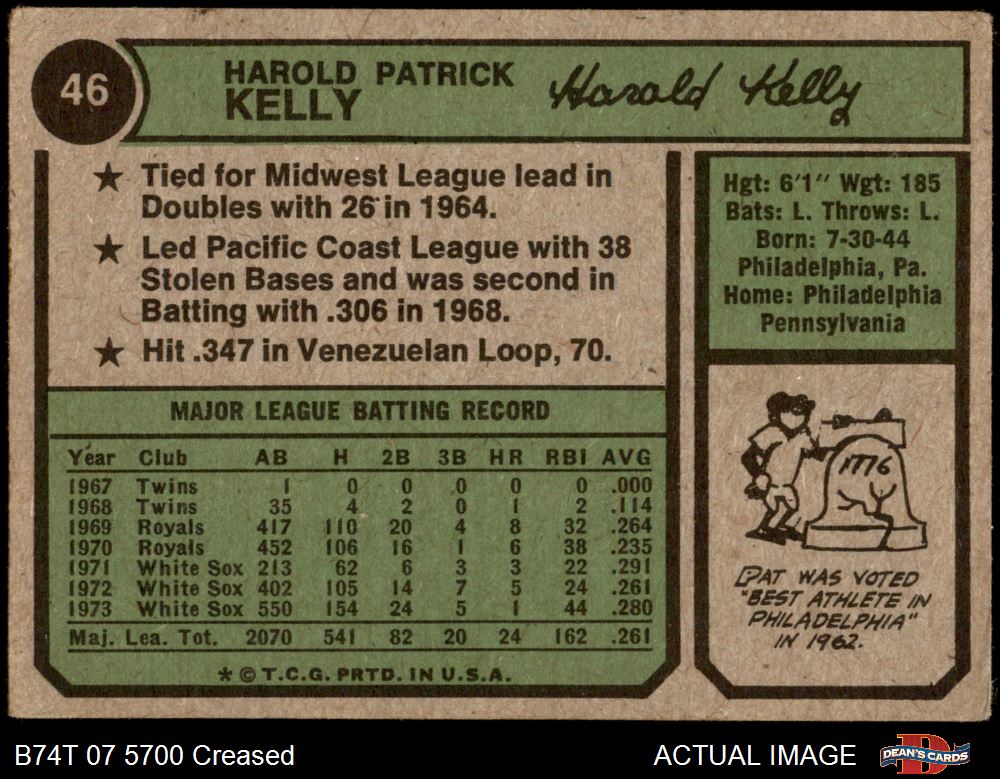 46
HAROLD PATRICK
KELLY
Harold Kelly
★ Tied for Midwest League lead in
Doubles with 26 in 1964.
★ Led Pacific Coast League with 38
Stolen Bases and was second in
Batting with .306 in 1968.
★ Hit .347 in Venezuelan Loop, 70.
Hgt: 6'1" Wgt: 185
Bats: L. Throws: L.
Born: 7-30-44
Philadelphia, Pa.
Home: Philadelphia
Pennsylvania
MAJOR LEAGUE BATTING RECORD
Year Club AB H 2B 3B HR RBI AVG
1967 Twins 1 0 0 0 0 0 .000
1968 Twins 35 4 2 0 1 2 .114
1969 Royals 417 110 20 4 8 32 .264
1970 Royals 452 106 16 1 6 38 .235
1971 White Sox 213 62 6 3 3 22 .291
1972 White Sox 402 105 14 7 5 24 .261
1973 White Sox 550 154 24 5 1 44 .280
Maj. Lea. Tot. 2070 541 82 20 24 162 .261
* © T.C.G. PRTD. IN U.S.A.
1776
PAT WAS VOTED
"BEST ATHLETE IN
PHILADELPHIA"
IN 1962.
B74T 07 5700 Creased
ACTUAL IMAGE
DEAN'S CARDS